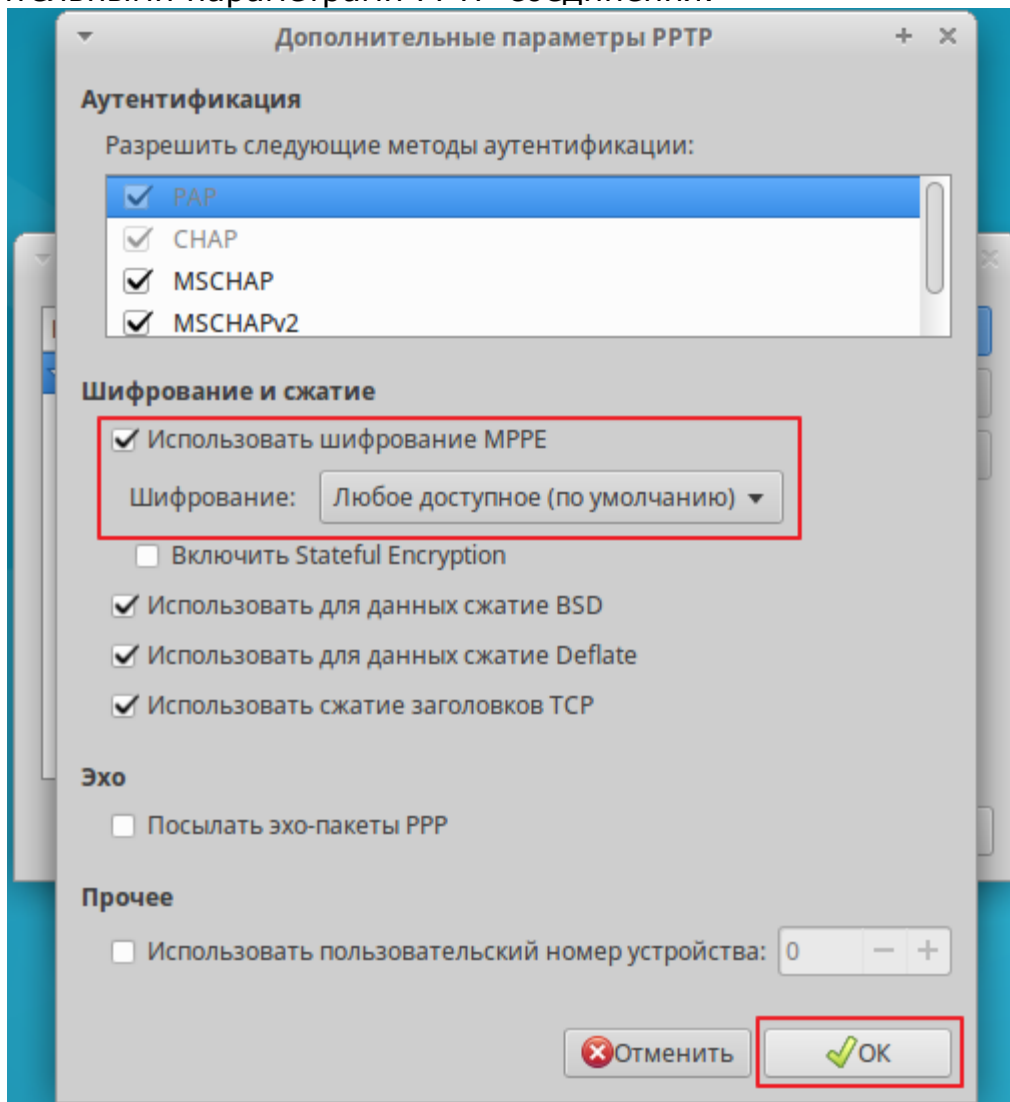 Дополнительные параметры PPTP
Аутентификация
Разрешить следующие методы аутентификации:
PAP
CHAP
MSCHAP
MSCHAPv2
Шифрование и сжатие
Использовать шифрование MPPE
Шифрование: Любое доступное (по умолчанию)
Включить Stateful Encryption
Использовать для данных сжатие BSD
Использовать для данных сжатие Deflate
Использовать сжатие заголовков TCP
Эхо
Посылать эхо-пакеты PPP
Прочее
Использовать пользовательский номер устройства: 0
Отменить OK